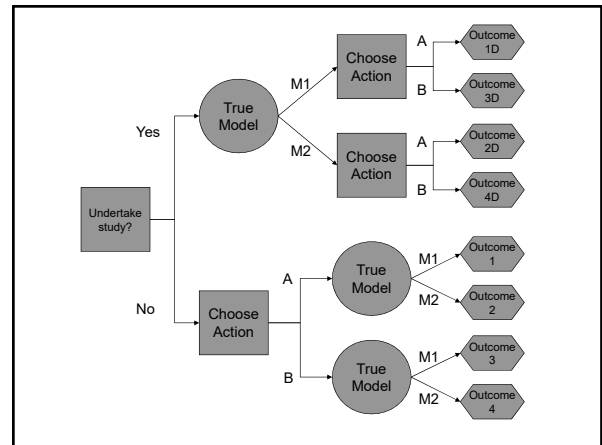 Outcome
1D
A
Choose
Action
M1
B
Outcome
3D
True
Model
Yes
M2
Choose
Action
A
Outcome
2D
B
Outcome
4D
Undertake
study?
No
Choose
Action
A
True
Model
M1
Outcome
1
M2
Outcome
2
B
True
Model
M1
Outcome
3
M2
Outcome
4